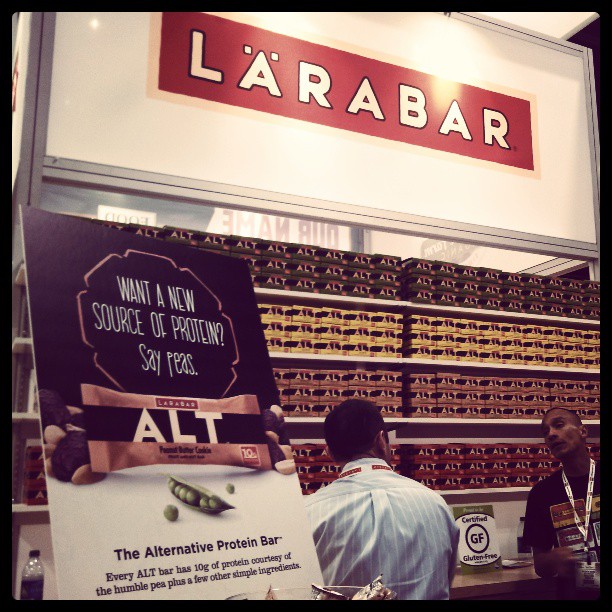 LÄRABAR
WANT A NEW
SOURCE OF PROTEIN?
Say Peas.
LÄRABAR
ALT
Peanut Butter Cookie
10g
The Alternative Protein Bar™
Every ALT bar has 10g of protein courtesy of
the humble pea plus a few other simple ingredients.
Certified
GF
Gluten-Free